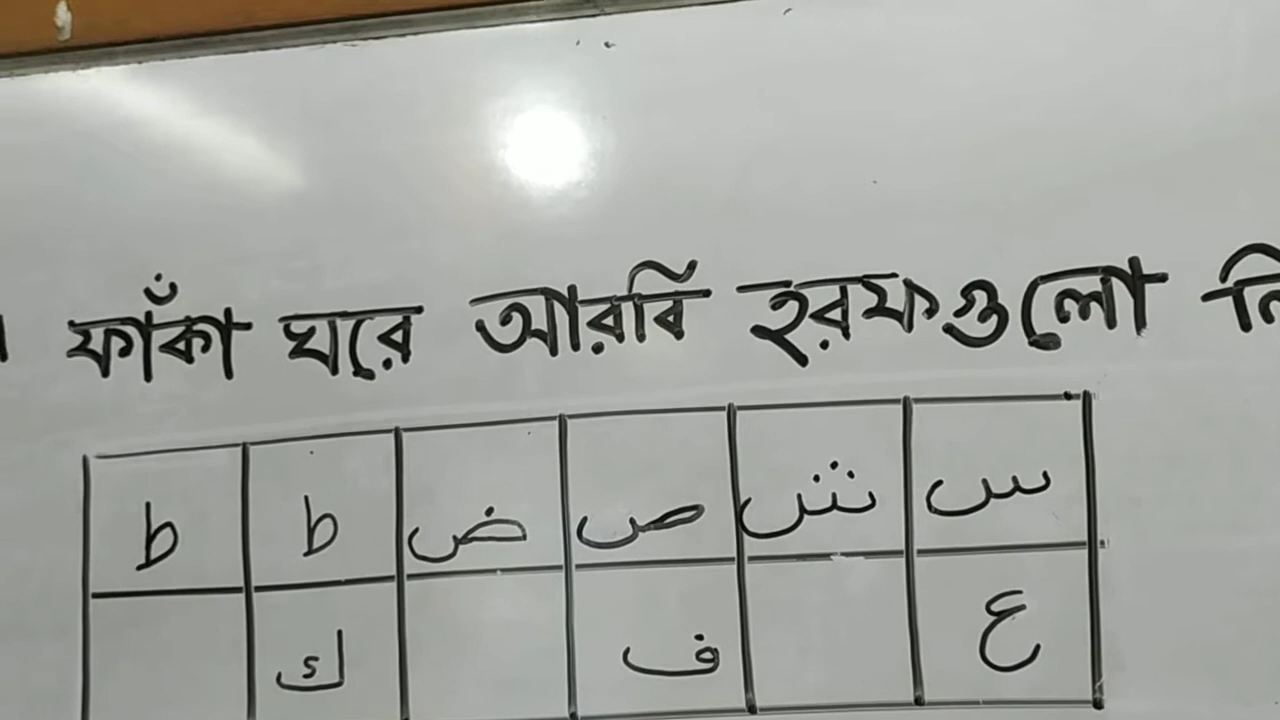 । ফাঁকা ঘরে আরবি হরফগুলো
س ش ص ض ط ط
ع ف ك